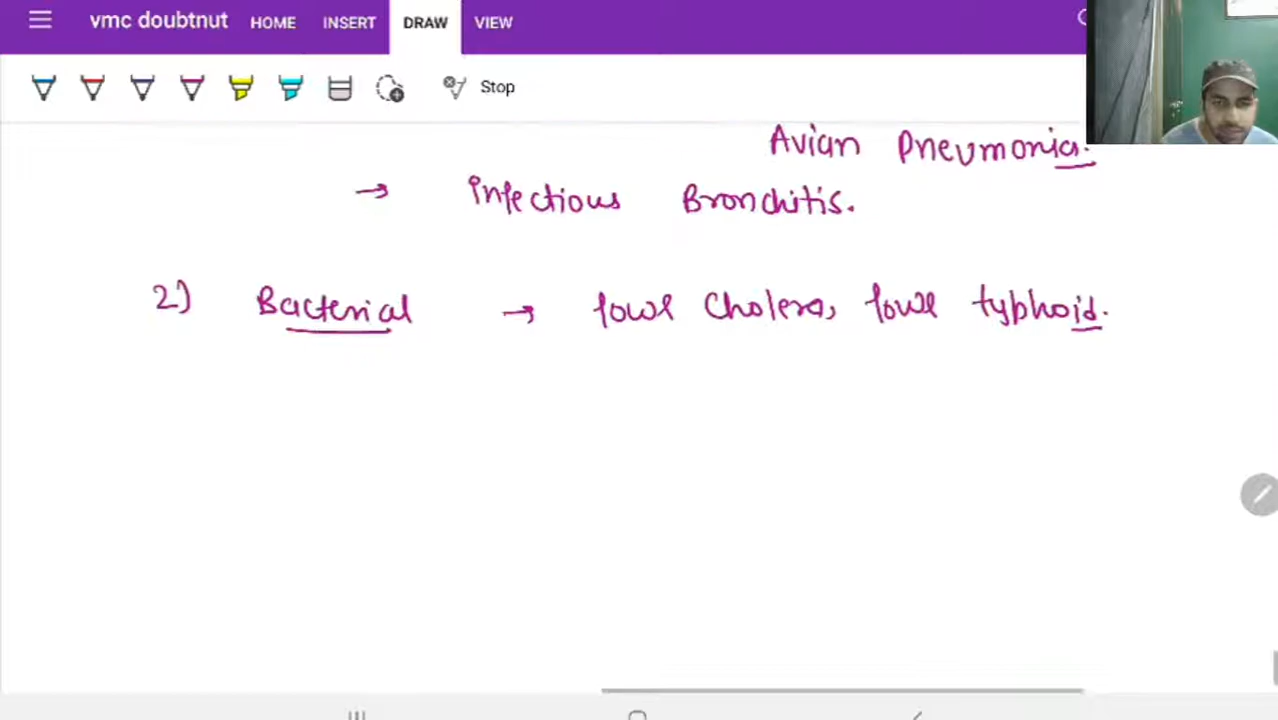 vmc doubtnut HOME INSERT DRAW VIEW
Stop
Avian Pneumonia.
→ infectious Bronchitis.
2) Bacterial → fowl Cholera, fowl typhoid.